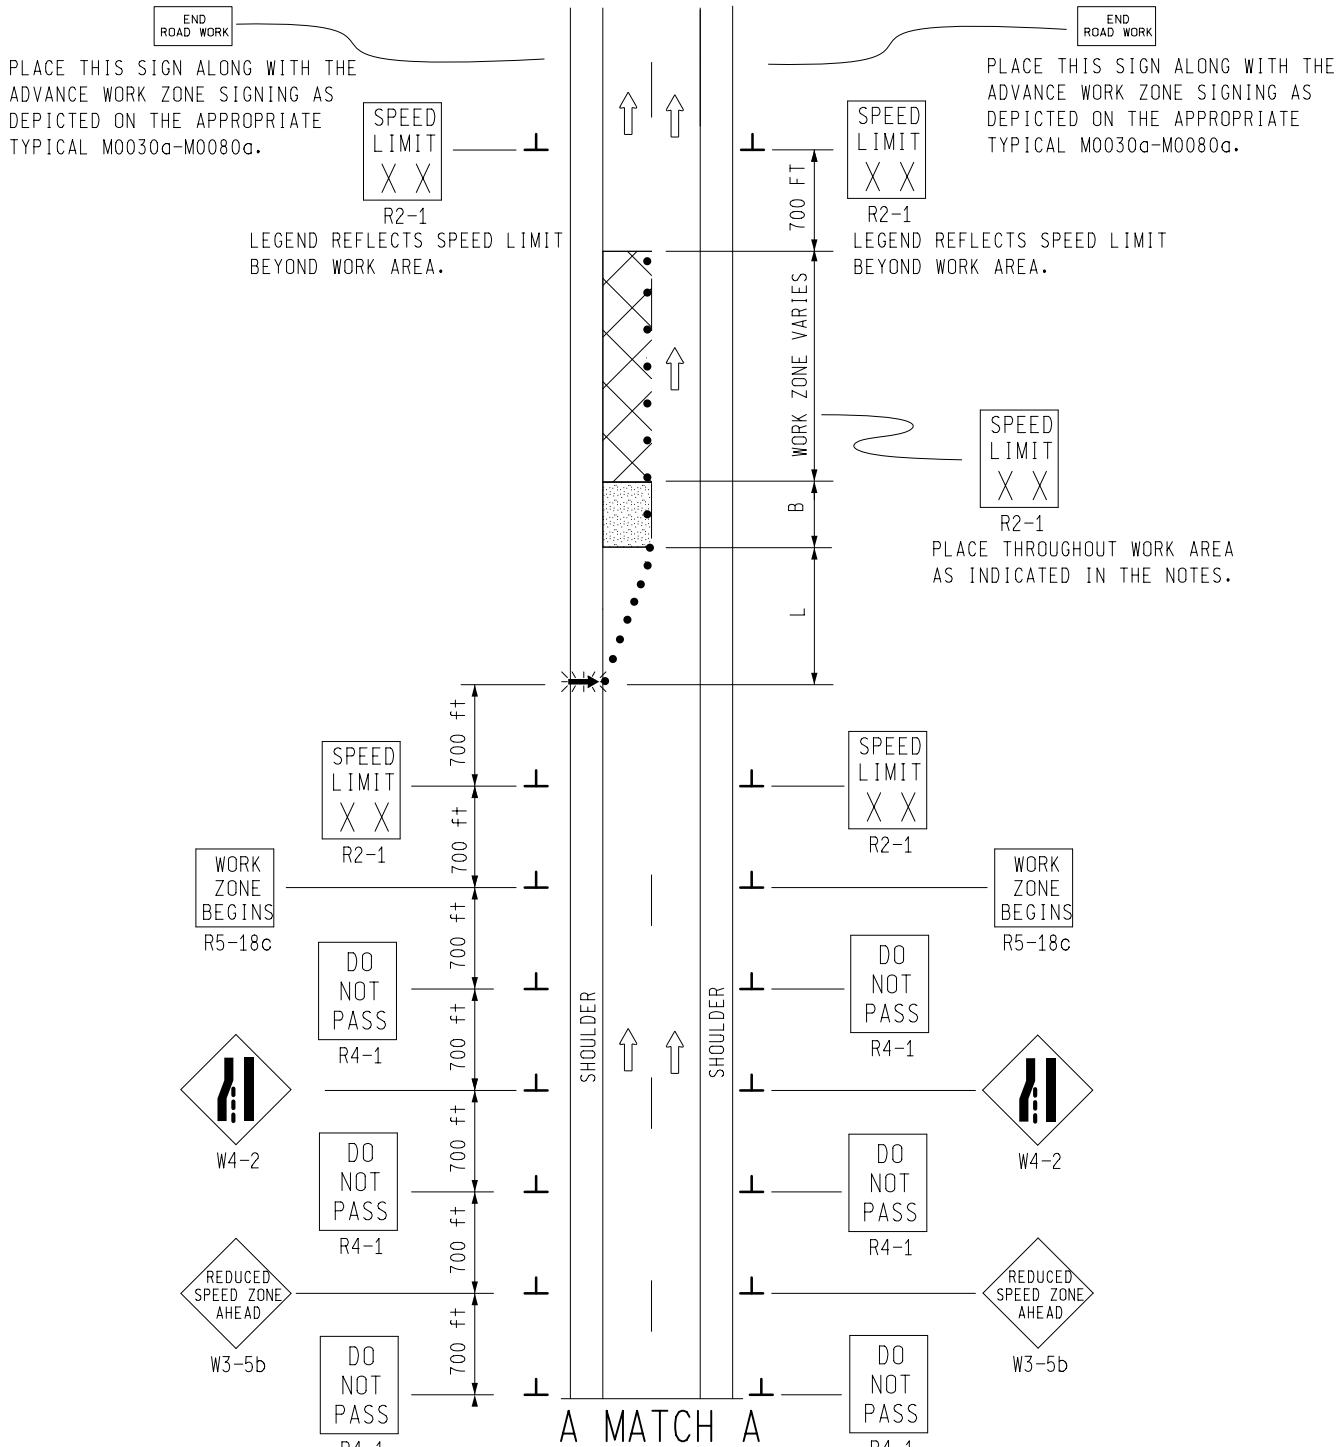 END
ROAD WORK
END
ROAD WORK
PLACE THIS SIGN ALONG WITH THE
ADVANCE WORK ZONE SIGNING AS
DEPICTED ON THE APPROPRIATE
TYPICAL M0030a-M0080a.
PLACE THIS SIGN ALONG WITH THE
ADVANCE WORK ZONE SIGNING AS
DEPICTED ON THE APPROPRIATE
TYPICAL M0030a-M0080a.
SPEED
LIMIT
X X
R2-1
LEGEND REFLECTS SPEED LIMIT
BEYOND WORK AREA.
700 FT
SPEED
LIMIT
X X
R2-1
LEGEND REFLECTS SPEED LIMIT
BEYOND WORK AREA.
WORK ZONE VARIES
SPEED
LIMIT
X X
R2-1
PLACE THROUGHOUT WORK AREA
AS INDICATED IN THE NOTES.
B
L
700 ft
SPEED
LIMIT
X X
R2-1
SPEED
LIMIT
X X
R2-1
700 ft
WORK
ZONE
BEGINS
R5-18c
WORK
ZONE
BEGINS
R5-18c
700 ft
DO
NOT
PASS
R4-1
DO
NOT
PASS
R4-1
SHOULDER
SHOULDER
700 ft
W4-2
W4-2
700 ft
DO
NOT
PASS
R4-1
DO
NOT
PASS
R4-1
700 ft
REDUCED
SPEED ZONE
AHEAD
W3-5b
REDUCED
SPEED ZONE
AHEAD
W3-5b
700 ft
DO
NOT
PASS
R4-1
DO
NOT
PASS
R4-1
A MATCH A